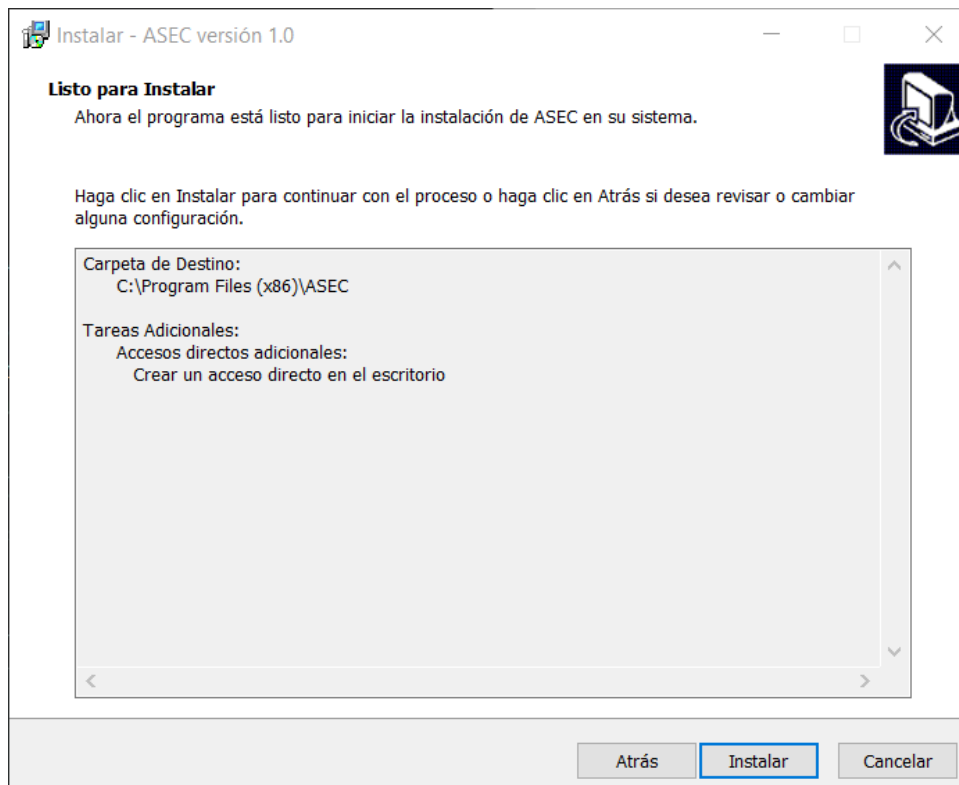 Instalar - ASEC versión 1.0
Listo para Instalar
Ahora el programa está listo para iniciar la instalación de ASEC en su sistema.
Haga clic en Instalar para continuar con el proceso o haga clic en Atrás si desea revisar o cambiar
alguna configuración.
Carpeta de Destino:
C:\Program Files (x86)\ASEC
Tareas Adicionales:
Accesos directos adicionales:
Crear un acceso directo en el escritorio
Atrás
Instalar
Cancelar